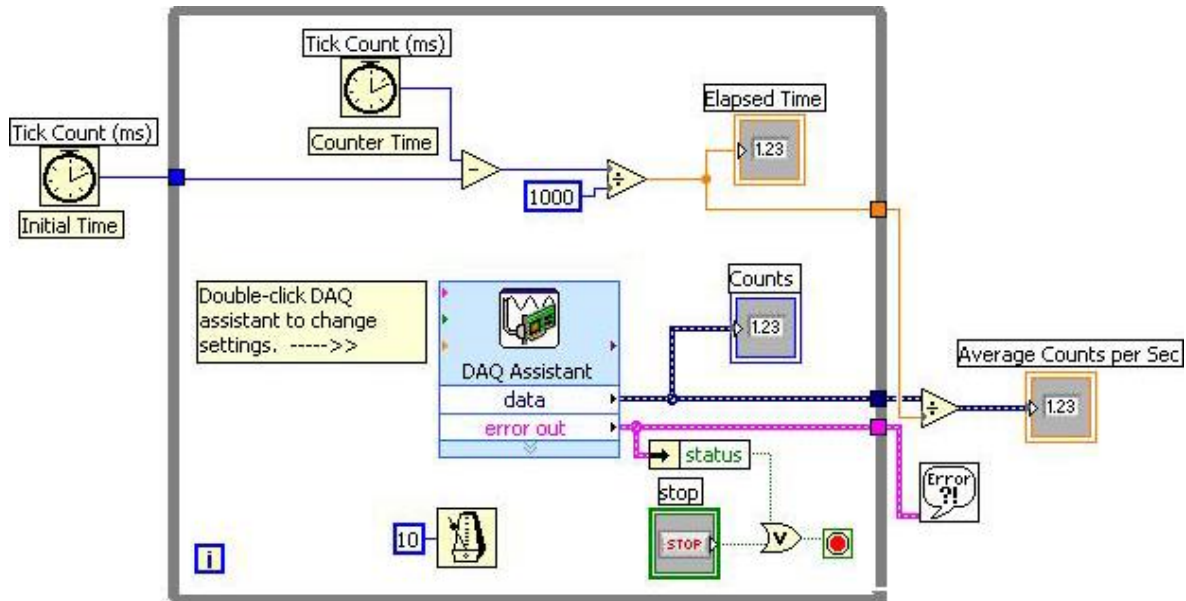 Tick Count (ms)
Counter Time
Elapsed Time
1.23
Tick Count (ms)
Initial Time
-
÷
1000
Double-click DAQ
assistant to change
settings. ----->>
DAQ Assistant
data
error out
Counts
1.23
Average Counts per Sec
÷
1.23
status
Error
?!
stop
STOP
V
10
i